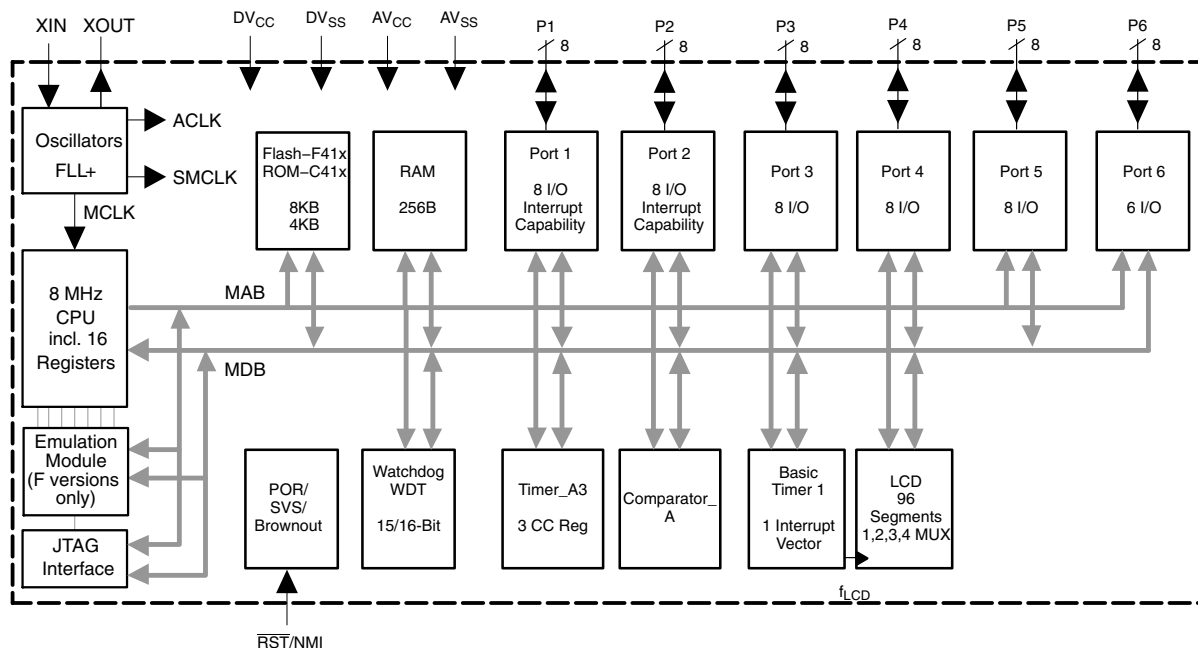 XIN XOUT DVCC DVSS AVCC AVSS P1 P2 P3 P4 P5 P6
8 8 8 8 8 8
Oscillators
FLL+
ACLK
SMCLK
MCLK
Flash−F41x
ROM−C41x
8KB
4KB
RAM
256B
Port 1
8 I/O
Interrupt
Capability
Port 2
8 I/O
Interrupt
Capability
Port 3
8 I/O
Port 4
8 I/O
Port 5
8 I/O
Port 6
6 I/O
8 MHz
CPU
incl. 16
Registers
MAB
MDB
Emulation
Module
(F versions
only)
JTAG
Interface
POR/
SVS/
Brownout
Watchdog
WDT
15/16-Bit
Timer_A3
3 CC Reg
Comparator_
A
Basic
Timer 1
1 Interrupt
Vector
LCD
96
Segments
1,2,3,4 MUX
fLCD
RST/NMI